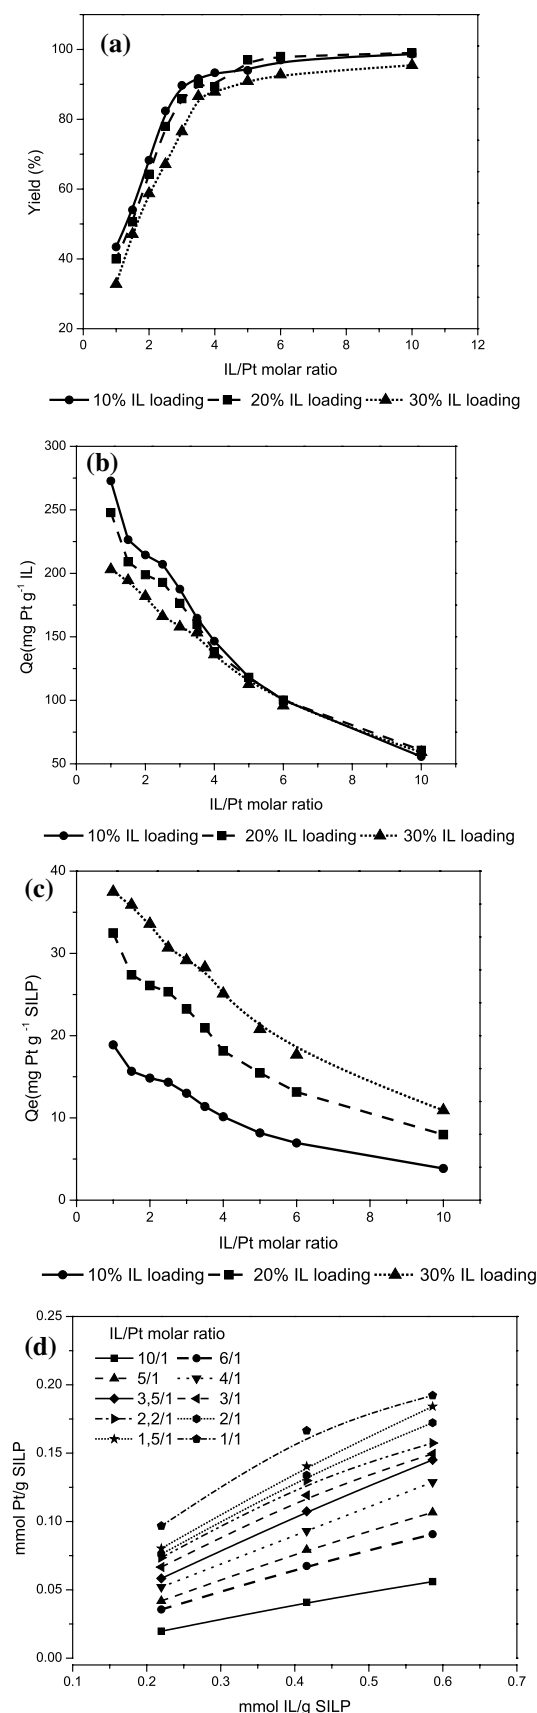 (a)
100
80
60
40
20
Yield (%)
0 2 4 6 8 10 12
IL/Pt molar ratio
10% IL loading 20% IL loading 30% IL loading
(b)
300
250
200
150
100
50
Qe(mg Pt g⁻¹ IL)
0 2 4 6 8 10
IL/Pt molar ratio
10% IL loading 20% IL loading 30% IL loading
(c)
40
30
20
10
0
Qe(mg Pt g⁻¹ SILP)
0 2 4 6 8 10
IL/Pt molar ratio
10% IL loading 20% IL loading 30% IL loading
(d)
IL/Pt molar ratio
10/1 6/1
5/1 4/1
3,5/1 3/1
2,2/1 2/1
1,5/1 1/1
0.25
0.20
0.15
0.10
0.05
0.00
mmol Pt/g SILP
0.1 0.2 0.3 0.4 0.5 0.6 0.7
mmol IL/g SILP